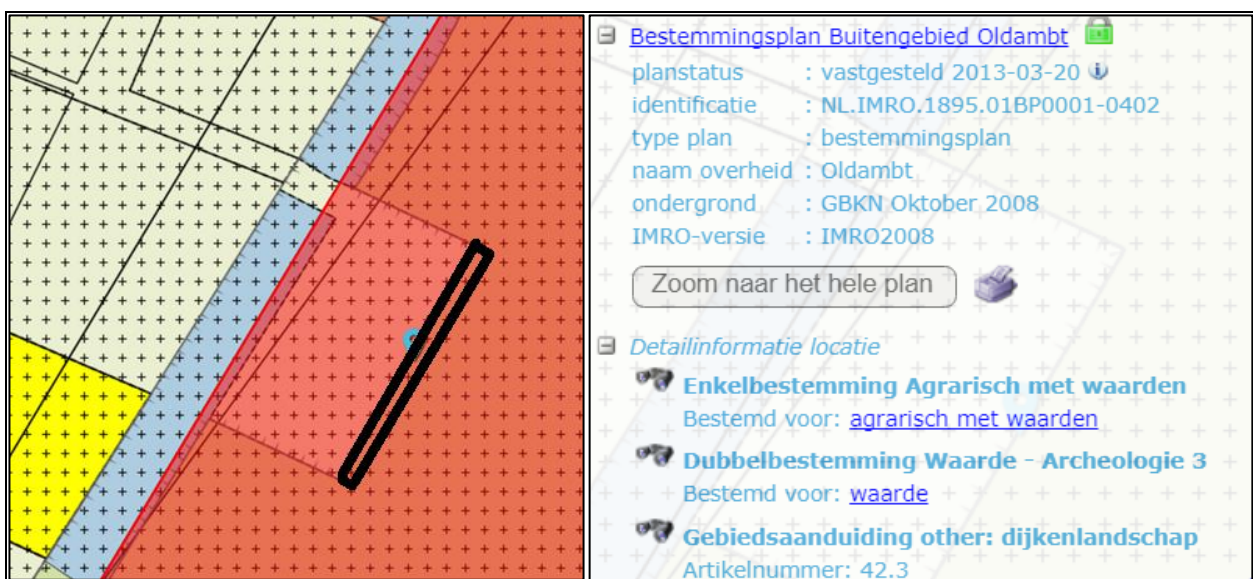 Bestemmingsplan Buitengebied Oldambt
planstatus : vastgesteld 2013-03-20
identificatie : NL.IMRO.1895.01BP0001-0402
type plan : bestemmingsplan
naam overheid : Oldambt
ondergrond : GBKN Oktober 2008
IMRO-versie : IMRO2008
Zoom naar het hele plan
Detailinformatie locatie
Enkelbestemming Agrarisch met waarden
Bestemd voor: agrarisch met waarden
Dubbelbestemming Waarde - Archeologie 3
Bestemd voor: waarde
Gebiedsaanduiding other: dijkenlandschap
Artikelnummer: 42.3